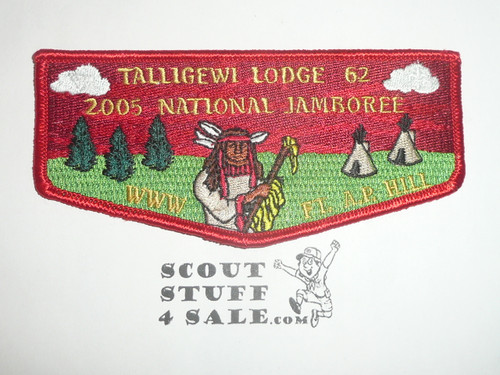 TALLIGEWI LODGE 62
2005 NATIONAL JAMBOREE
WWW FT. A.P. HILL
SCOUT
STUFF
4 SALE.COM